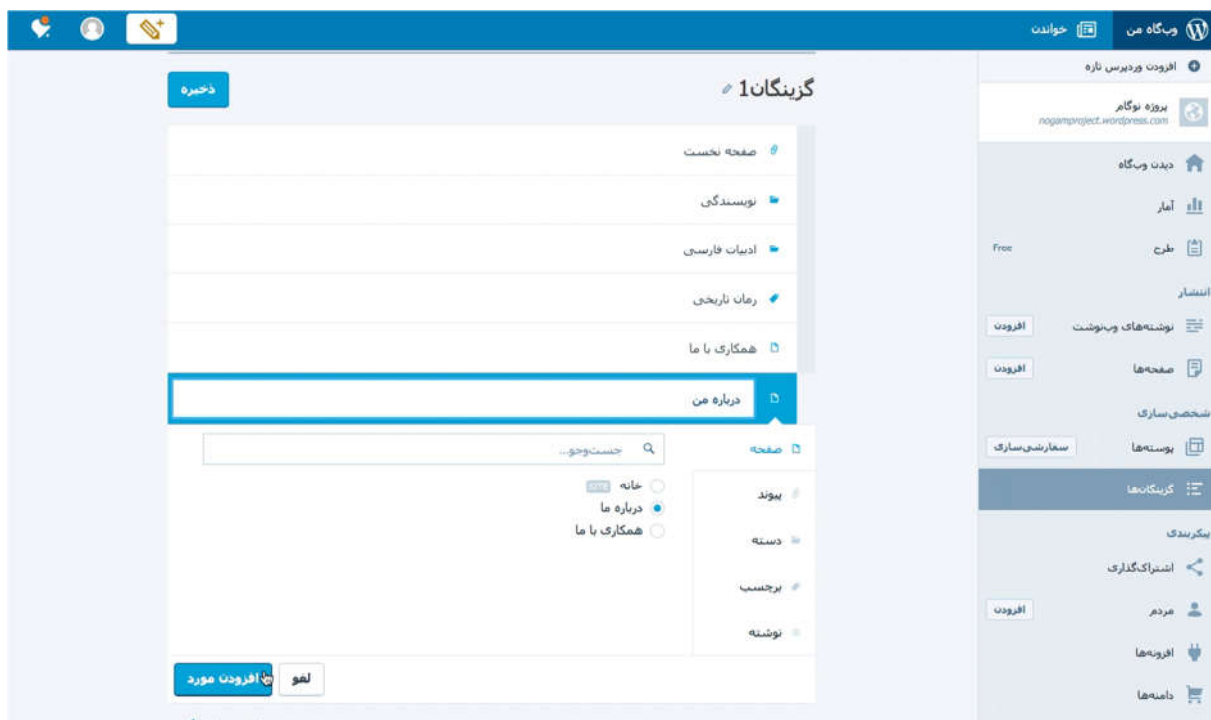 وب‌گاه من
خواندن
افزودن وردپرس تازه
پروژه نوگام
nogamproject.wordpress.com
دیدن وب‌گاه
آمار
طرح
Free
انتشار
نوشته‌های وب‌نوشت
افزودن
صفحه‌ها
افزودن
شخصی‌سازی
پوسته‌ها
سفارشی‌سازی
گزینگان‌ها
پیکربندی
اشتراک‌گذاری
مردم
افزودن
افزونه‌ها
دامنه‌ها
گزینگان1
ذخیره
صفحه نخست
نویسندگی
ادبیات فارسی
رمان تاریخی
همکاری با ما
درباره من
صفحه
پیوند
دسته
برچسب
نوشته
جست‌وجو...
خانه SITE
درباره ما
همکاری با ما
لغو
افزودن مورد